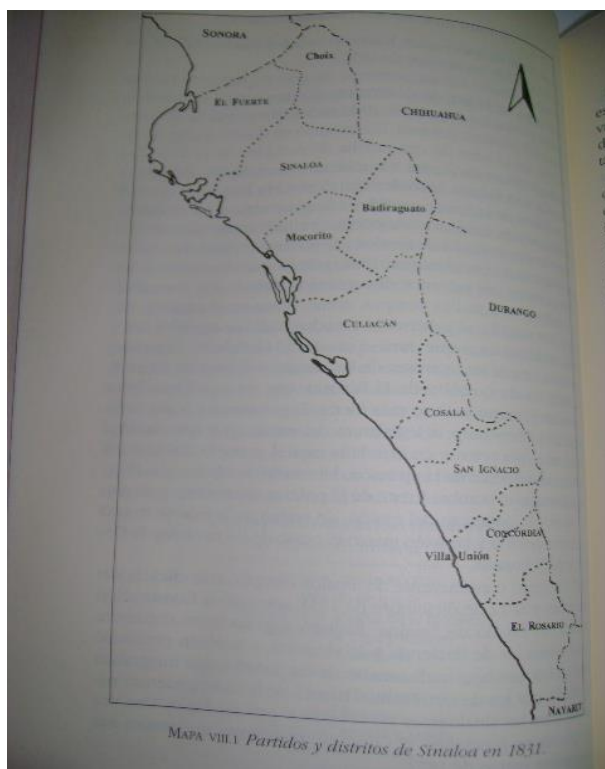 SONORA
Choix
EL FUERTE
CHIHUAHUA
SINALOA
Badiraguato
Mocorito
DURANGO
CULIACÁN
COSALÁ
SAN IGNACIO
CONCORDIA
Villa Unión
EL ROSARIO
NAYARIT
MAPA VIII.1 Partidos y distritos de Sinaloa en 1831.